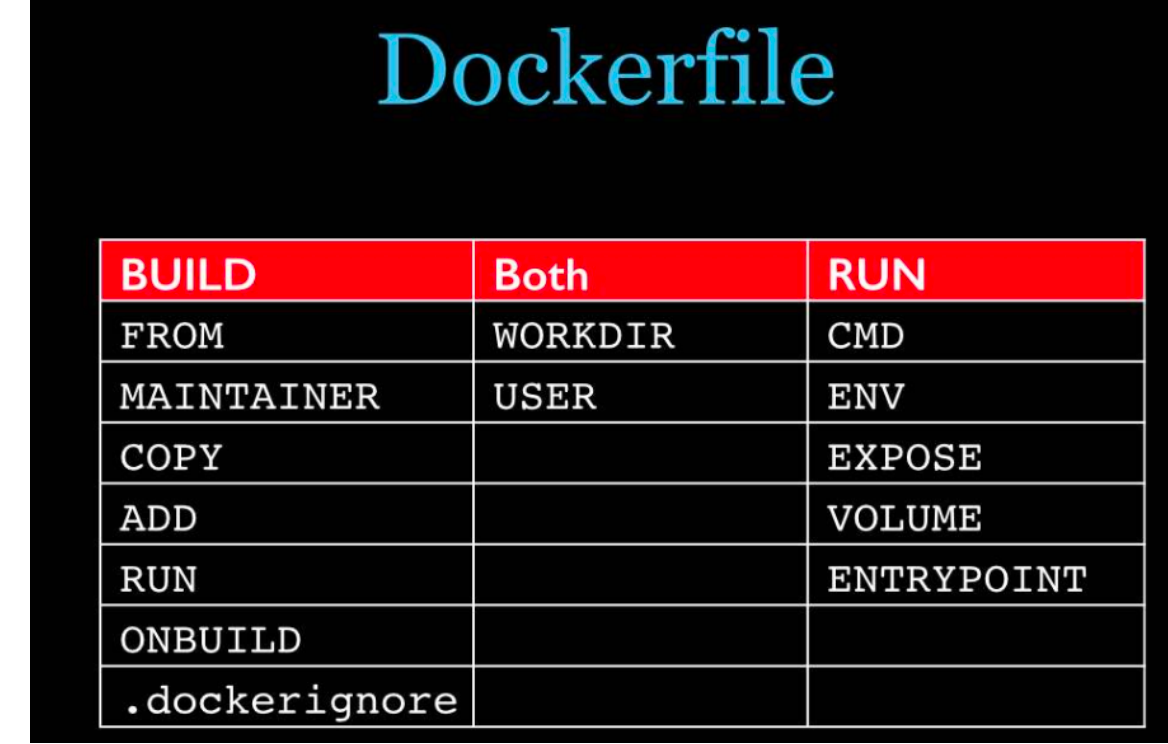 Dockerfile
BUILD Both RUN
FROM WORKDIR CMD
MAINTAINER USER ENV
COPY EXPOSE
ADD VOLUME
RUN ENTRYPOINT
ONBUILD
.dockerignore